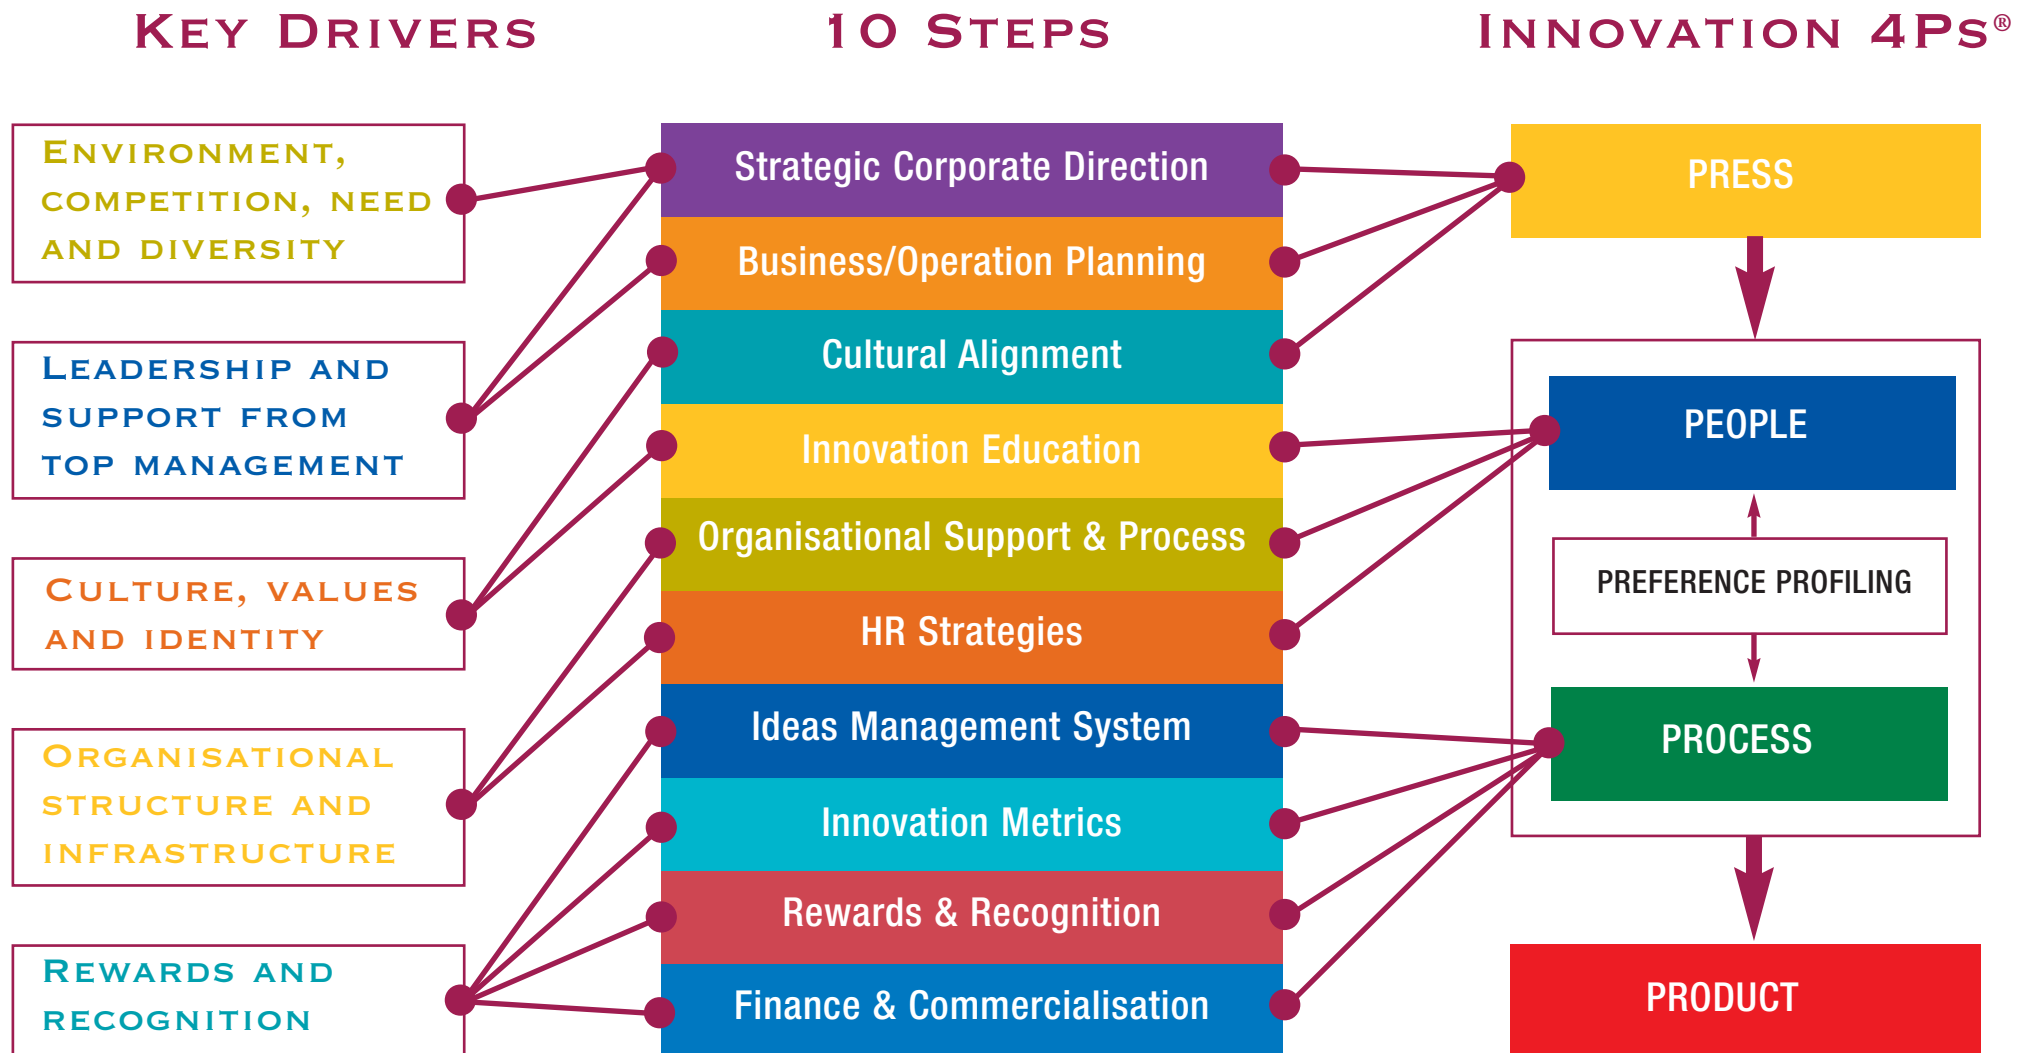 KEY DRIVERS
10 STEPS
INNOVATION 4PS®
ENVIRONMENT,
COMPETITION, NEED
AND DIVERSITY
LEADERSHIP AND
SUPPORT FROM
TOP MANAGEMENT
CULTURE, VALUES
AND IDENTITY
ORGANISATIONAL
STRUCTURE AND
INFRASTRUCTURE
REWARDS AND
RECOGNITION
Strategic Corporate Direction
Business/Operation Planning
Cultural Alignment
Innovation Education
Organisational Support & Process
HR Strategies
Ideas Management System
Innovation Metrics
Rewards & Recognition
Finance & Commercialisation
PRESS
PEOPLE
PREFERENCE PROFILING
PROCESS
PRODUCT